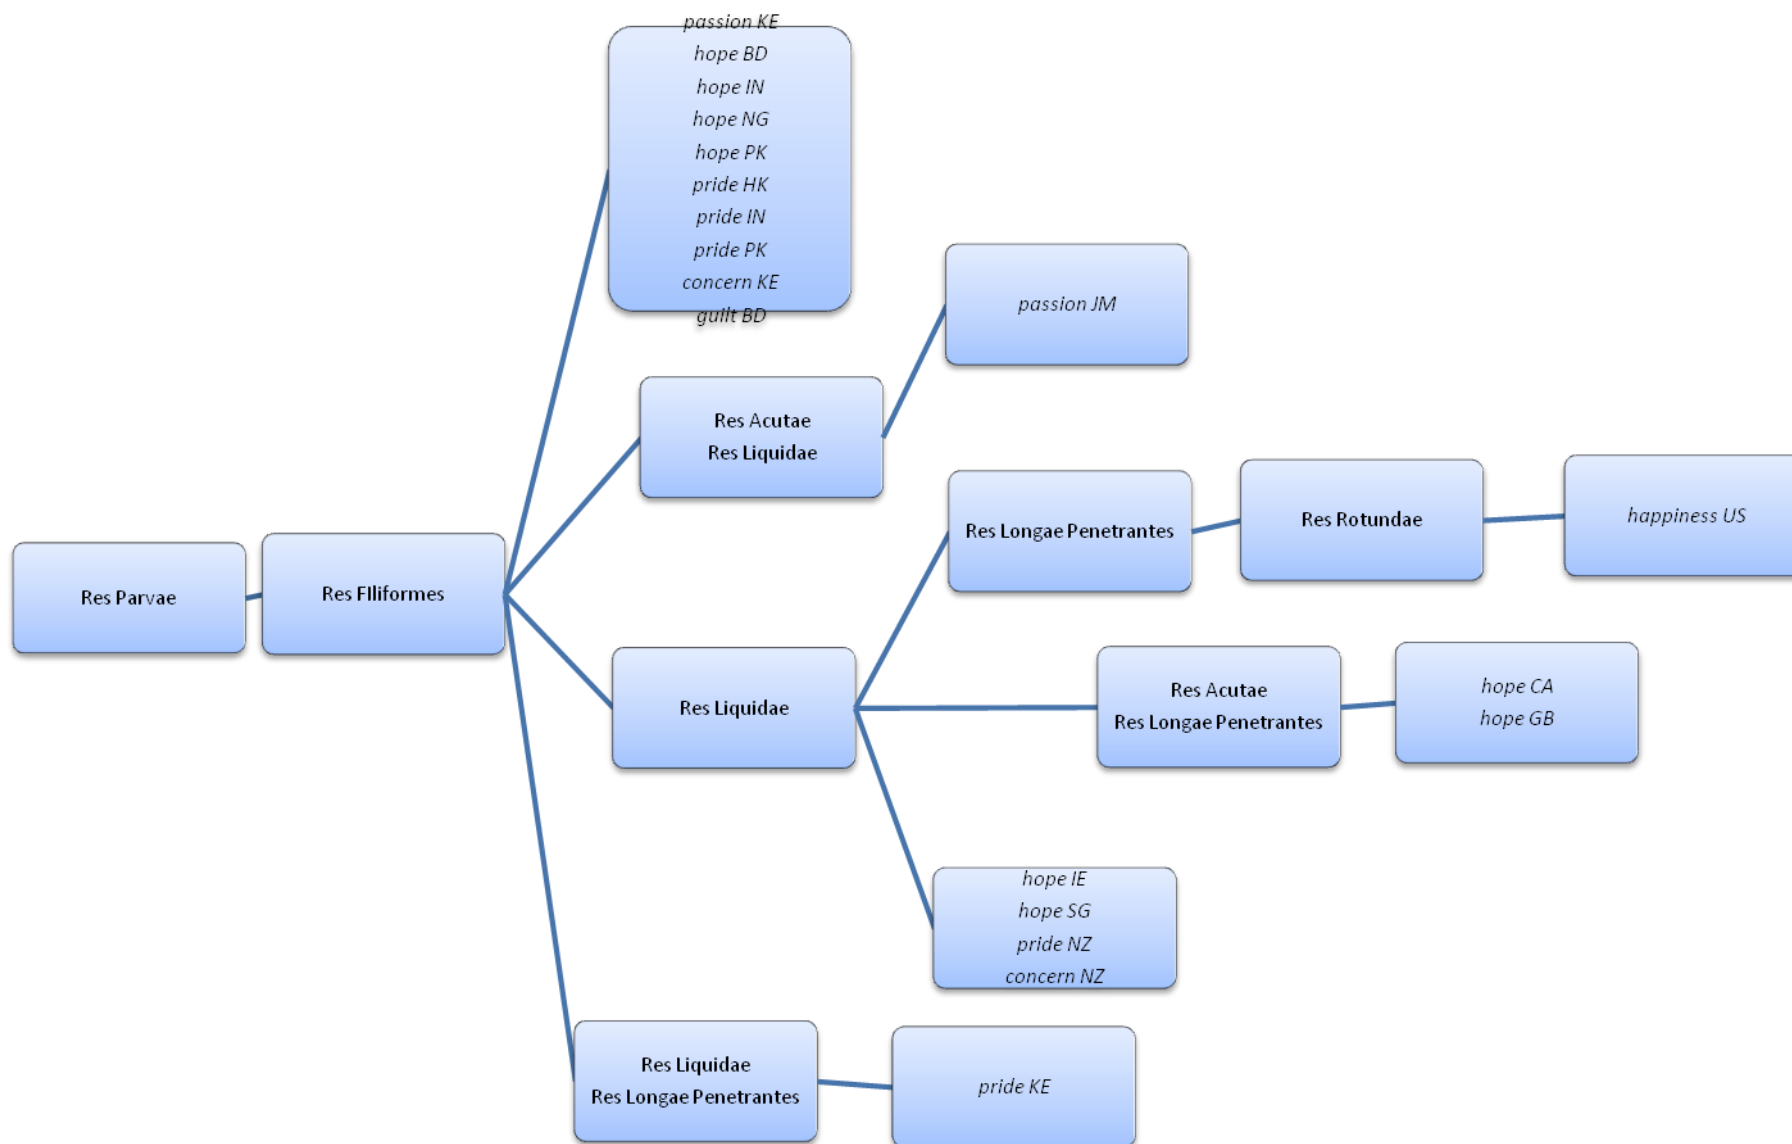 passion KE
hope BD
hope IN
hope NG
hope PK
pride HK
pride IN
pride PK
concern KE
guilt BD
passion JM
Res Acutae
Res Liquidae
Res Longae Penetrantes
Res Rotundae
happiness US
Res Parvae
Res FIliformes
Res Liquidae
Res Acutae
Res Longae Penetrantes
hope CA
hope GB
hope IE
hope SG
pride NZ
concern NZ
Res Liquidae
Res Longae Penetrantes
pride KE